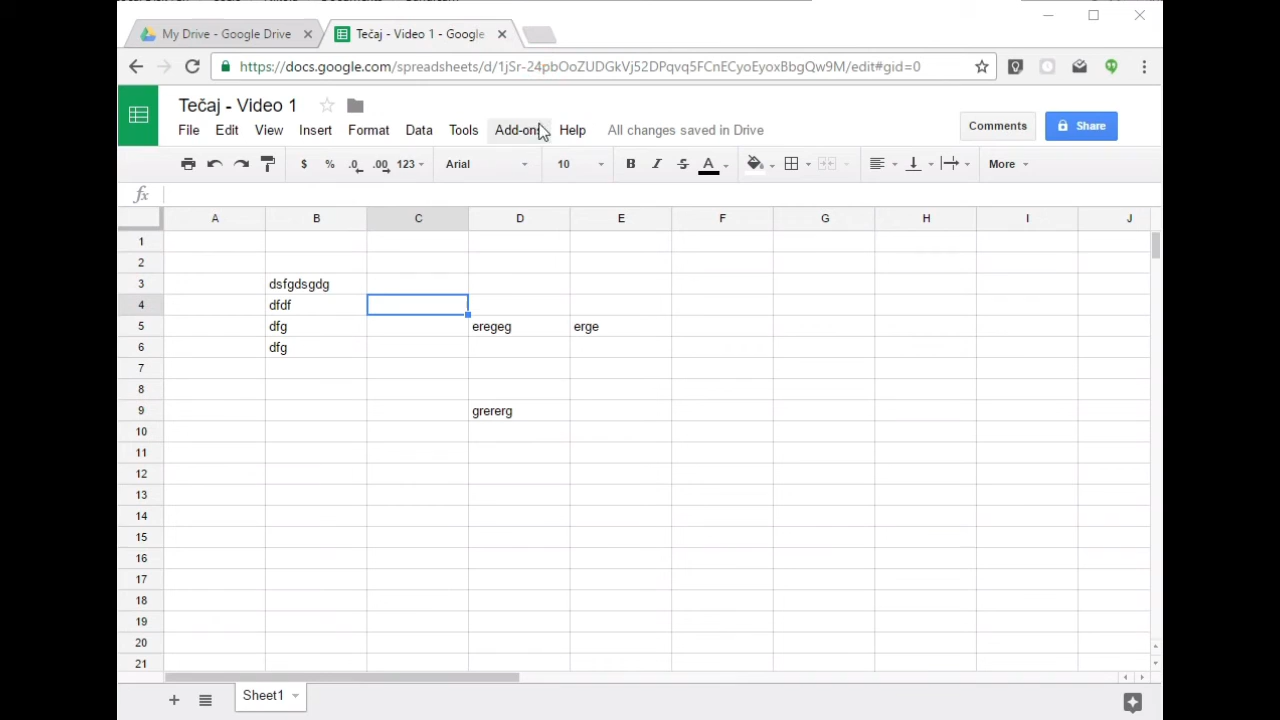 My Drive - Google Drive
Tečaj - Video 1 - Google
https://docs.google.com/spreadsheets/d/1jSr-24pbOoZUDGkVj52DPqvq5FCnECyoEyoxBbgQw9M/edit#gid=0
Tečaj - Video 1
File Edit View Insert Format Data Tools Add-ons Help All changes saved in Drive
Comments Share
$ % .0 .00 123 Arial 10 B I S A More
fx
A B C D E F G H I J
1
2
3 dsfgdsgdg
4 dfdf
5 dfg eregeg erge
6 dfg
7
8
9 grererg
10
11
12
13
14
15
16
17
18
19
20
21
Sheet1